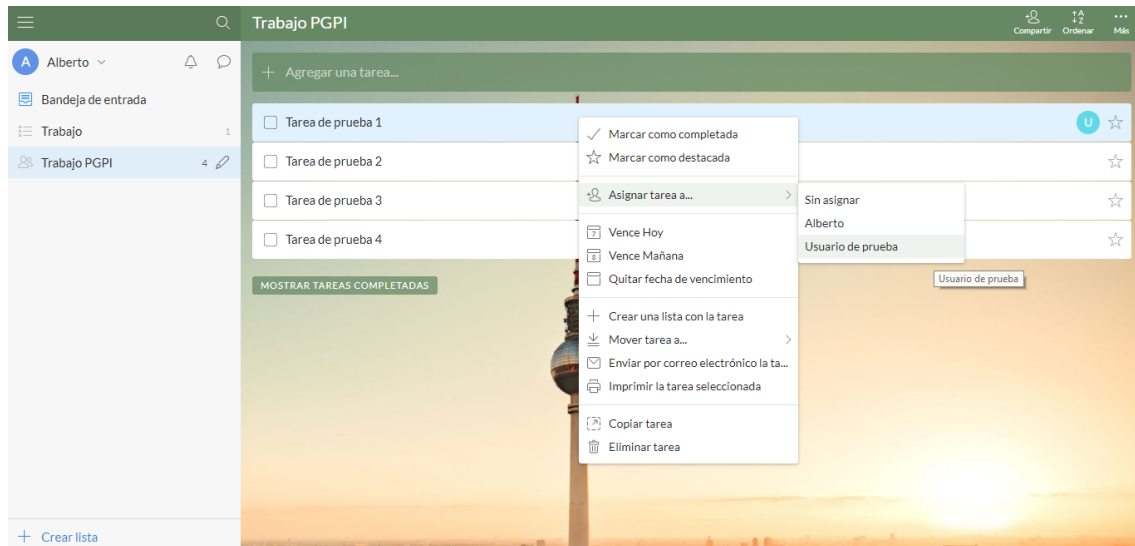 Trabajo PGPI
Compartir
Ordenar
Más
A
Alberto
Bandeja de entrada
Trabajo
1
Trabajo PGPI
4
Crear lista
Agregar una tarea...
Tarea de prueba 1
U
Tarea de prueba 2
Tarea de prueba 3
Tarea de prueba 4
MOSTRAR TAREAS COMPLETADAS
Marcar como completada
Marcar como destacada
Asignar tarea a...
7 Vence Hoy
8 Vence Mañana
Quitar fecha de vencimiento
Crear una lista con la tarea
Mover tarea a...
Enviar por correo electrónico la ta...
Imprimir la tarea seleccionada
Copiar tarea
Eliminar tarea
Sin asignar
Alberto
Usuario de prueba
Usuario de prueba